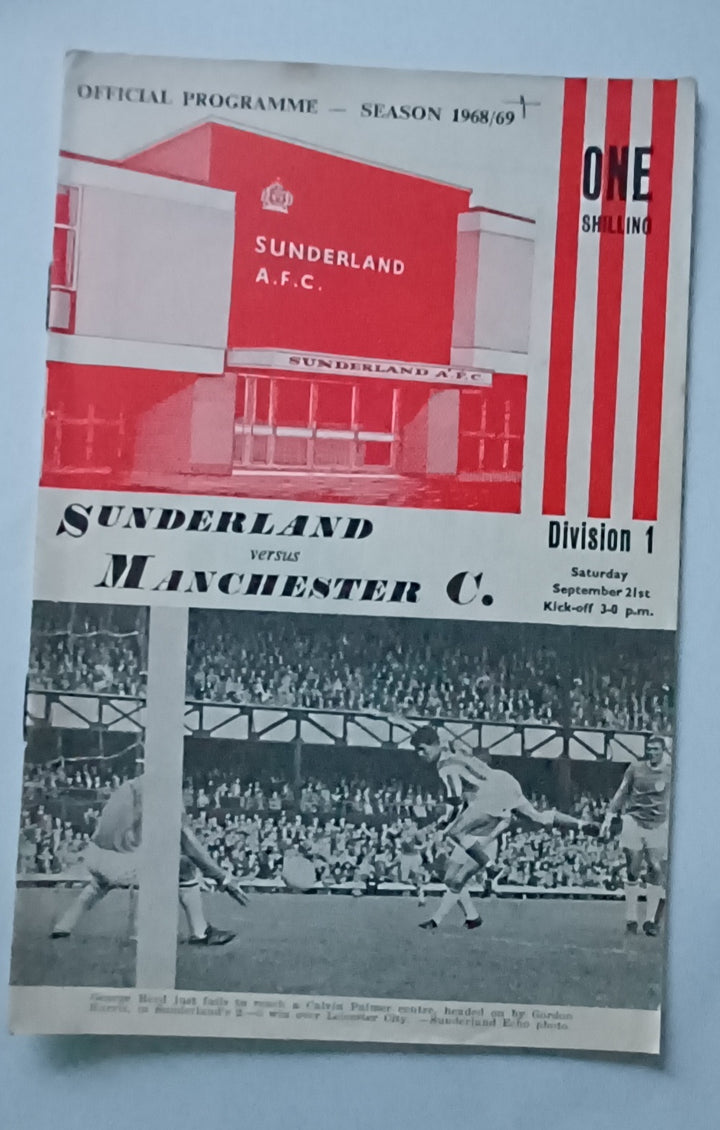 OFFICIAL PROGRAMME — SEASON 1968/69
ONE
SHILLING
SUNDERLAND
A.F.C.
SUNDERLAND A.F.C.
SUNDERLAND
versus
MANCHESTER C.
Division 1
Saturday
September 21st
Kick-off 3-0 p.m.
George Herd just fails to reach a Calvin Palmer centre, headed on by Gordon
Harris, in Sunderland's 2—0 win over Leicester City. —Sunderland Echo photo.